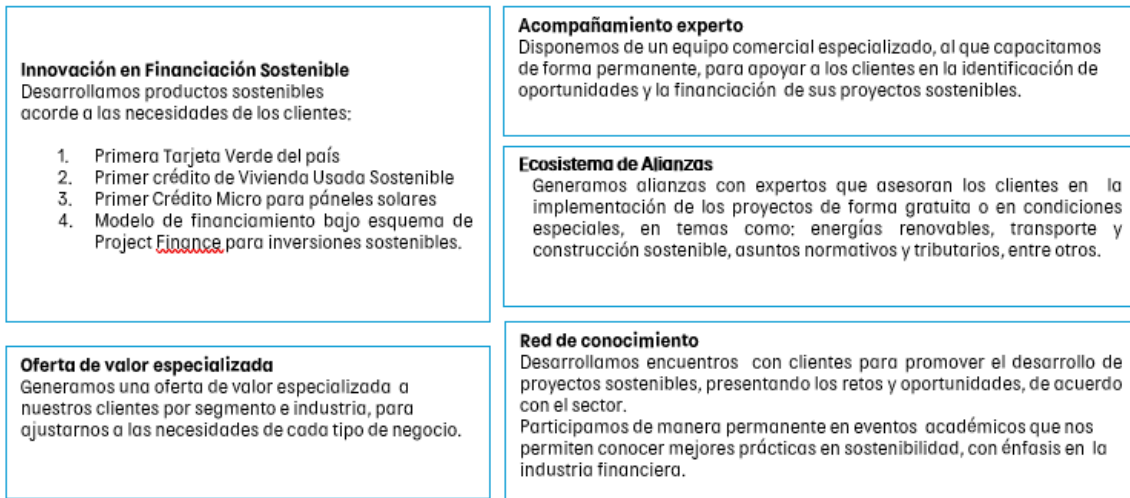 Innovación en Financiación Sostenible
Desarrollamos productos sostenibles
acorde a las necesidades de los clientes:
1. Primera Tarjeta Verde del país
2. Primer crédito de Vivienda Usada Sostenible
3. Primer Crédito Micro para páneles solares
4. Modelo de financiamiento bajo esquema de
Project Finance para inversiones sostenibles.
Oferta de valor especializada
Generamos una oferta de valor especializada a
nuestros clientes por segmento e industria, para
ajustarnos a las necesidades de cada tipo de negocio.
Acompañamiento experto
Disponemos de un equipo comercial especializado, al que capacitamos
de forma permanente, para apoyar a los clientes en la identificación de
oportunidades y la financiación de sus proyectos sostenibles.
Ecosistema de Alianzas
Generamos alianzas con expertos que asesoran los clientes en la
implementación de los proyectos de forma gratuita o en condiciones
especiales, en temas como: energías renovables, transporte y
construcción sostenible, asuntos normativos y tributarios, entre otros.
Red de conocimiento
Desarrollamos encuentros con clientes para promover el desarrollo de
proyectos sostenibles, presentando los retos y oportunidades, de acuerdo
con el sector.
Participamos de manera permanente en eventos académicos que nos
permiten conocer mejores prácticas en sostenibilidad, con énfasis en la
industria financiera.